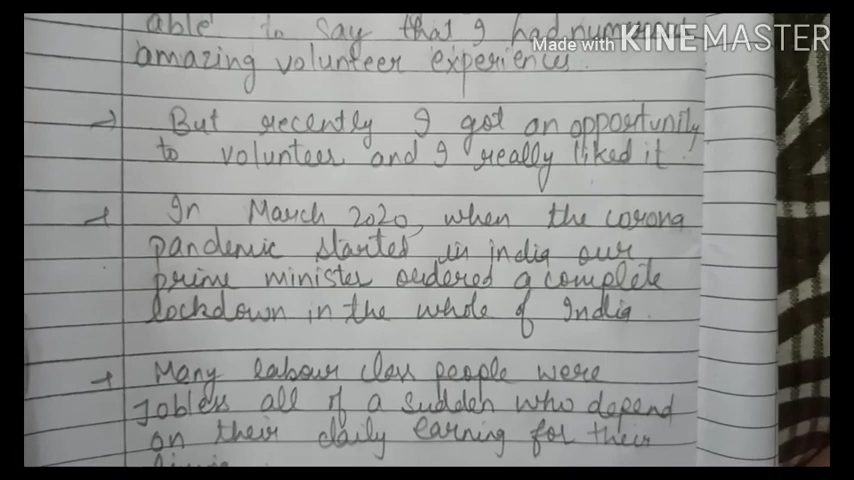 able to say that I had numerous
Made with KINEMASTER
amazing volunteer experiences.
→ But recently I got an opportunity
to volunteer and I really liked it.
→ In March 2020, when the corona
pandemic started in india our
prime minister ordered a complete
lockdown in the whole of India.
→ Many labour class people were
Jobless all of a sudden who depend
on their daily earning for their